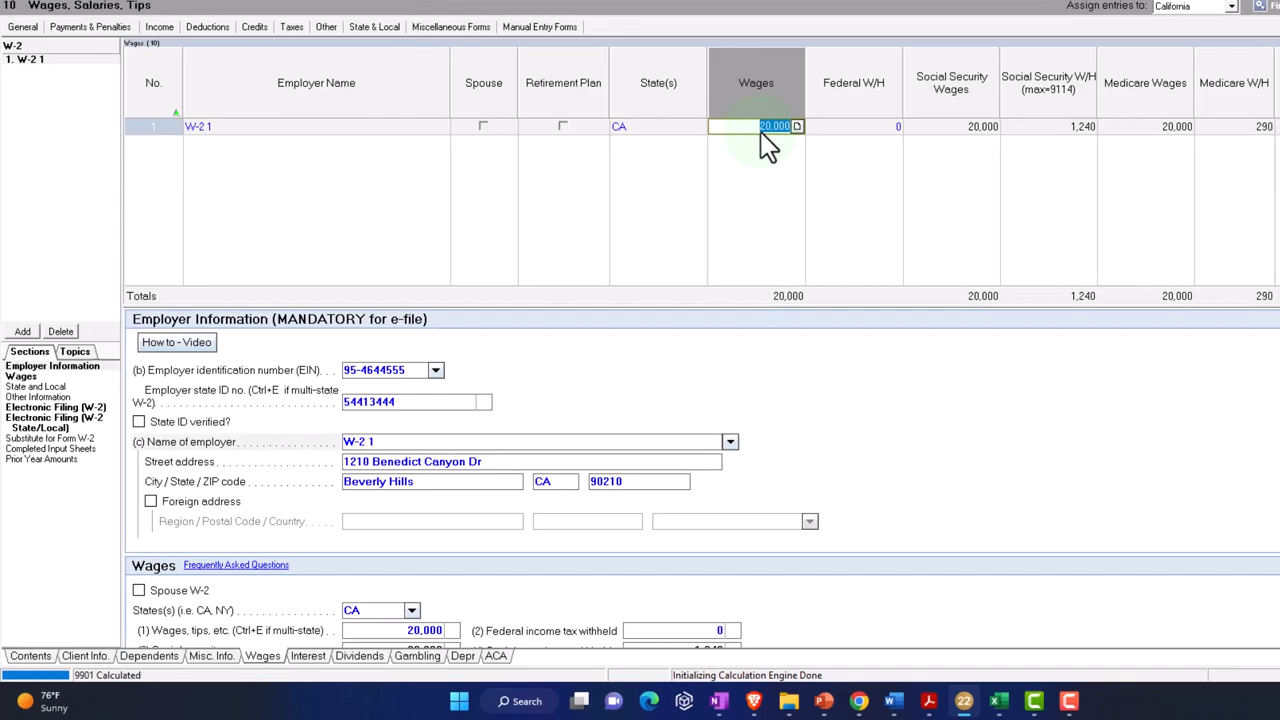 10 Wages, Salaries, Tips
Assign entries to: California
General Payments & Penalties Income Deductions Credits Taxes Other State & Local Miscellaneous Forms Manual Entry Forms
W-2
1. W-2 1
Wages (10)
No. Employer Name Spouse Retirement Plan State(s) Wages Federal W/H Social Security Wages Social Security W/H (max=9114) Medicare Wages Medicare W/H
1 W-2 1 CA 20,000 0 20,000 1,240 20,000 290
Totals 20,000 20,000 1,240 20,000 290
Add Delete
Sections Topics
Employer Information
Wages
State and Local
Other Information
Electronic Filing (W-2)
Electronic Filing (W-2
State/Local)
Substitute for Form W-2
Completed Input Sheets
Prior Year Amounts
Employer Information (MANDATORY for e-file)
How to - Video
(b) Employer identification number (EIN). . . 95-4644555
Employer state ID no. (Ctrl+E if multi-state
W-2). . . . . . . . . . . . . . . . . . . . . . . . 54413444
State ID verified?
(c) Name of employer . . . . . . . . . . . . . W-2 1
Street address 1210 Benedict Canyon Dr
City / State / ZIP code Beverly Hills CA 90210
Foreign address
Region / Postal Code / Country
Wages Frequently Asked Questions
Spouse W-2
States(s) (i.e. CA, NY) CA
(1) Wages, tips, etc. (Ctrl+E if multi-state) . 20,000 (2) Federal income tax withheld 0
Contents Client Info. Dependents Misc. Info. Wages Interest Dividends Gambling Depr ACA
9901 Calculated Initializing Calculation Engine Done
76°F
Sunny
Search
22